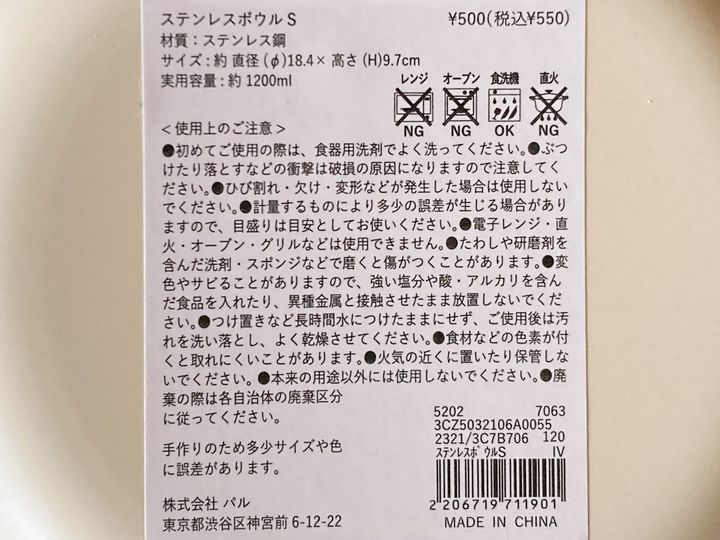 ステンレスボウルS ¥500(税込¥550)
材質：ステンレス鋼
サイズ：約 直径 (φ)18.4× 高さ (H)9.7cm
実用容量：約 1200ml
レンジ オーブン 食洗機 直火
NG NG OK NG
＜使用上のご注意＞
●初めてご使用の際は、食器用洗剤でよく洗ってください。●ぶつ
けたり落とすなどの衝撃は破損の原因になりますので注意してく
ださい。●ひび割れ・欠け・変形などが発生した場合は使用しない
でください。●計量するものにより多少の誤差が生じる場合があり
ますので、目盛りは目安としてお使いください。●電子レンジ・直
火・オーブン・グリルなどは使用できません。●たわしや研磨剤を
含んだ洗剤・スポンジなどで磨くと傷がつくことがあります。●変
色やサビることがありますので、強い塩分や酸・アルカリを含ん
だ食品を入れたり、異種金属と接触させたまま放置しないでくだ
さい。●つけ置きなど長時間水につけたままにせず、ご使用後は汚
れを洗い落とし、よく乾燥させてください。●食材などの色素が付
くと取れにくいことがあります。●火気の近くに置いたり保管しな
いでください。●本来の用途以外には使用しないでください。●廃
棄の際は各自治体の廃棄区分
に従ってください。
手作りのため多少サイズや色
に誤差があります。
株式会社 パル
東京都渋谷区神宮前 6-12-22
5202 7063
3CZ5032106A0055
2321/3C7B706 120
ｽﾃﾝﾚｽﾎﾞｳﾙS IV
2 206719 711901
MADE IN CHINA